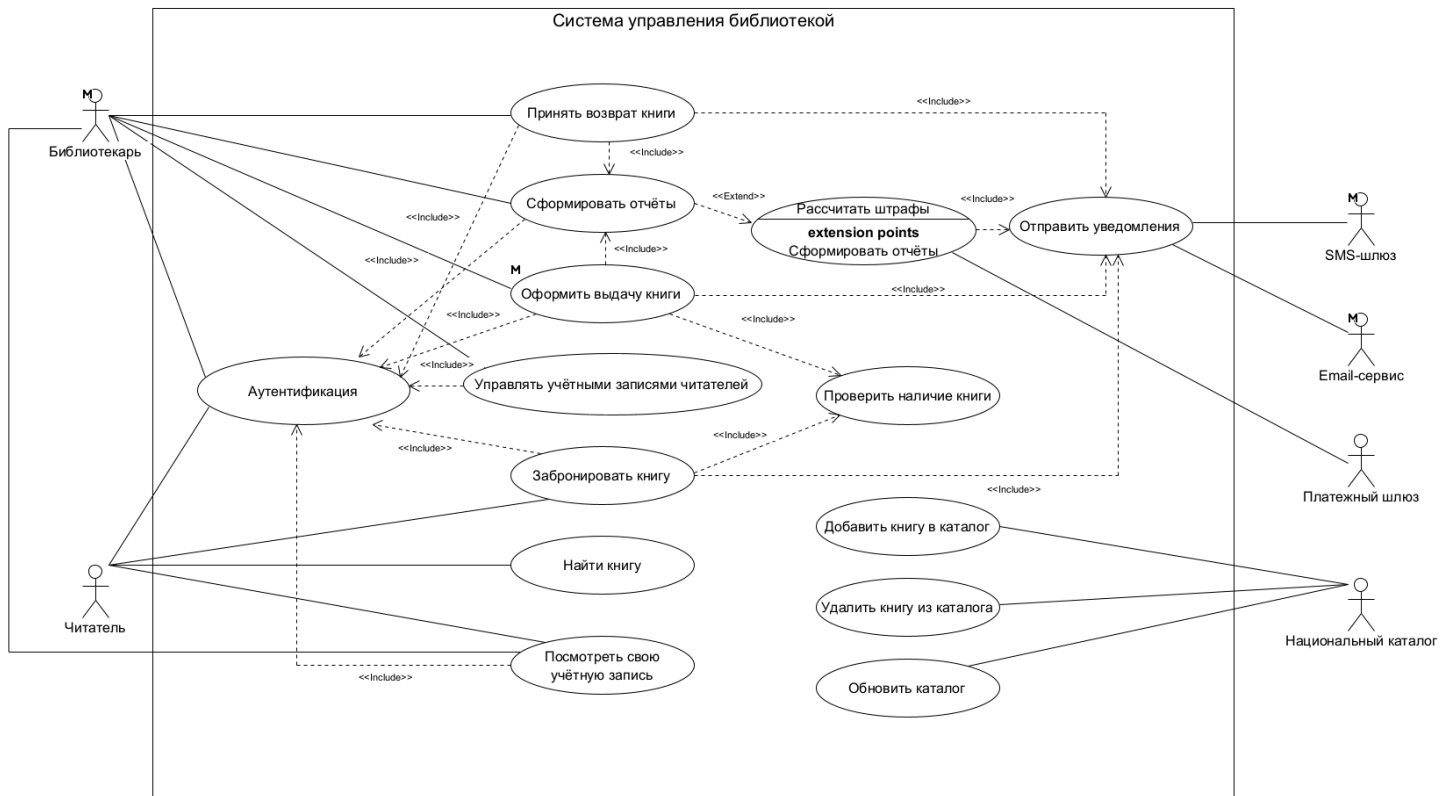 Система управления библиотекой
M
Библиотекарь
Принять возврат книги
<<Include>>
<<Include>>
Сформировать отчёты
<<Extend>>
Рассчитать штрафы
extension points
Сформировать отчёты
<<Include>>
Отправить уведомления
M
SMS-шлюз
<<Include>>
<<Include>>
<<Include>>
M
Оформить выдачу книги
<<Include>>
<<Include>>
<<Include>>
M
Email-сервис
Аутентификация
<<Include>>
Управлять учётными записями читателей
Проверить наличие книги
<<Include>>
<<Include>>
Забронировать книгу
<<Include>>
Платежный шлюз
Добавить книгу в каталог
Найти книгу
Удалить книгу из каталога
Читатель
Национальный каталог
Посмотреть свою
учётную запись
<<Include>>
Обновить каталог